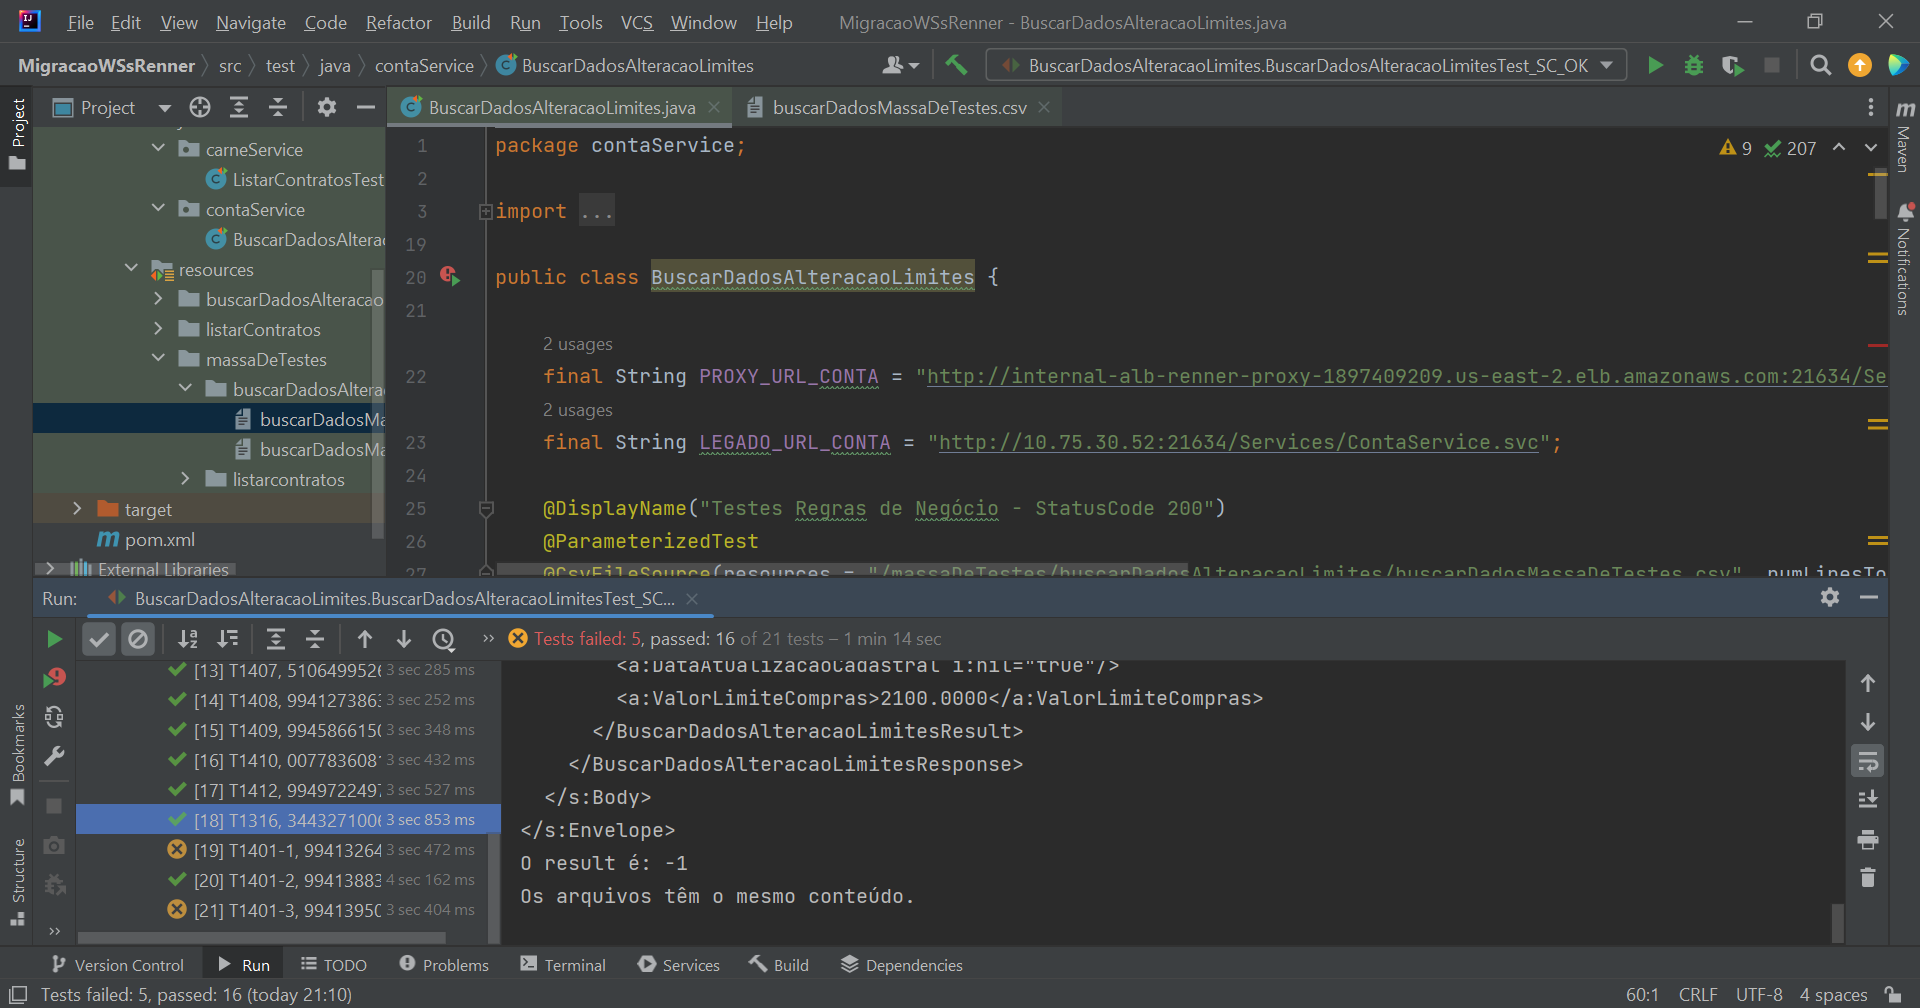 File Edit View Navigate Code Refactor Build Run Tools VCS Window Help MigracaoWSsRenner - BuscarDadosAlteracaoLimites.java
MigracaoWSsRenner src test java contaService BuscarDadosAlteracaoLimites
BuscarDadosAlteracaoLimites.BuscarDadosAlteracaoLimitesTest_SC_OK
Project
Project
BuscarDadosAlteracaoLimites.java
buscarDadosMassaDeTestes.csv
carneService
ListarContratosTest
contaService
BuscarDadosAltera
resources
buscarDadosAlteracao
listarContratos
massaDeTestes
buscarDadosAltera
buscarDadosMa
buscarDadosMa
listarcontratos
target
pom.xml
External Libraries
9 207
1 package contaService;
2
3 import ...
19
20 public class BuscarDadosAlteracaoLimites {
21
2 usages
22 final String PROXY_URL_CONTA = "http://internal-alb-renner-proxy-1897409209.us-east-2.elb.amazonaws.com:21634/Se
2 usages
23 final String LEGADO_URL_CONTA = "http://10.75.30.52:21634/Services/ContaService.svc";
24
25 @DisplayName("Testes Regras de Negócio - StatusCode 200")
26 @ParameterizedTest
27 @CsvFileSource(resources = "/massaDeTestes/buscarDadosAlteracaoLimites/buscarDadosMassaDeTestes.csv", numLinesTo
Maven
Notifications
Run: BuscarDadosAlteracaoLimites.BuscarDadosAlteracaoLimitesTest_SC...
Tests failed: 5, passed: 16 of 21 tests – 1 min 14 sec
[13] T1407, 5106499526 3 sec 285 ms
[14] T1408, 994127386 3 sec 252 ms
[15] T1409, 994586615 3 sec 348 ms
[16] T1410, 007783608 3 sec 432 ms
[17] T1412, 994972249 3 sec 527 ms
[18] T1316, 344327100 3 sec 853 ms
[19] T1401-1, 99413264 3 sec 472 ms
[20] T1401-2, 99413883 4 sec 162 ms
[21] T1401-3, 99413950 3 sec 404 ms
<a:DataAtualizacaoCadastral i:nil="true"/>
<a:ValorLimiteCompras>2100.0000</a:ValorLimiteCompras>
</BuscarDadosAlteracaoLimitesResult>
</BuscarDadosAlteracaoLimitesResponse>
</s:Body>
</s:Envelope>
O result é: -1
Os arquivos têm o mesmo conteúdo.
Bookmarks
Structure
Version Control Run TODO Problems Terminal Services Build Dependencies
Tests failed: 5, passed: 16 (today 21:10)
60:1 CRLF UTF-8 4 spaces